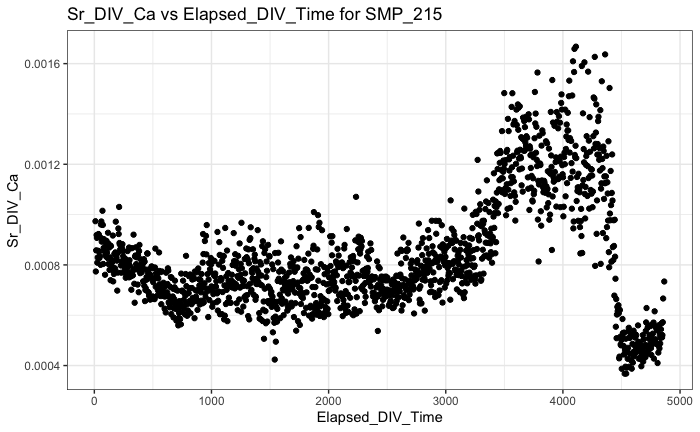 Sr_DIV_Ca vs Elapsed_DIV_Time for SMP_215
0.0016
0.0012
0.0008
0.0004
Sr_DIV_Ca
0 1000 2000 3000 4000 5000
Elapsed_DIV_Time